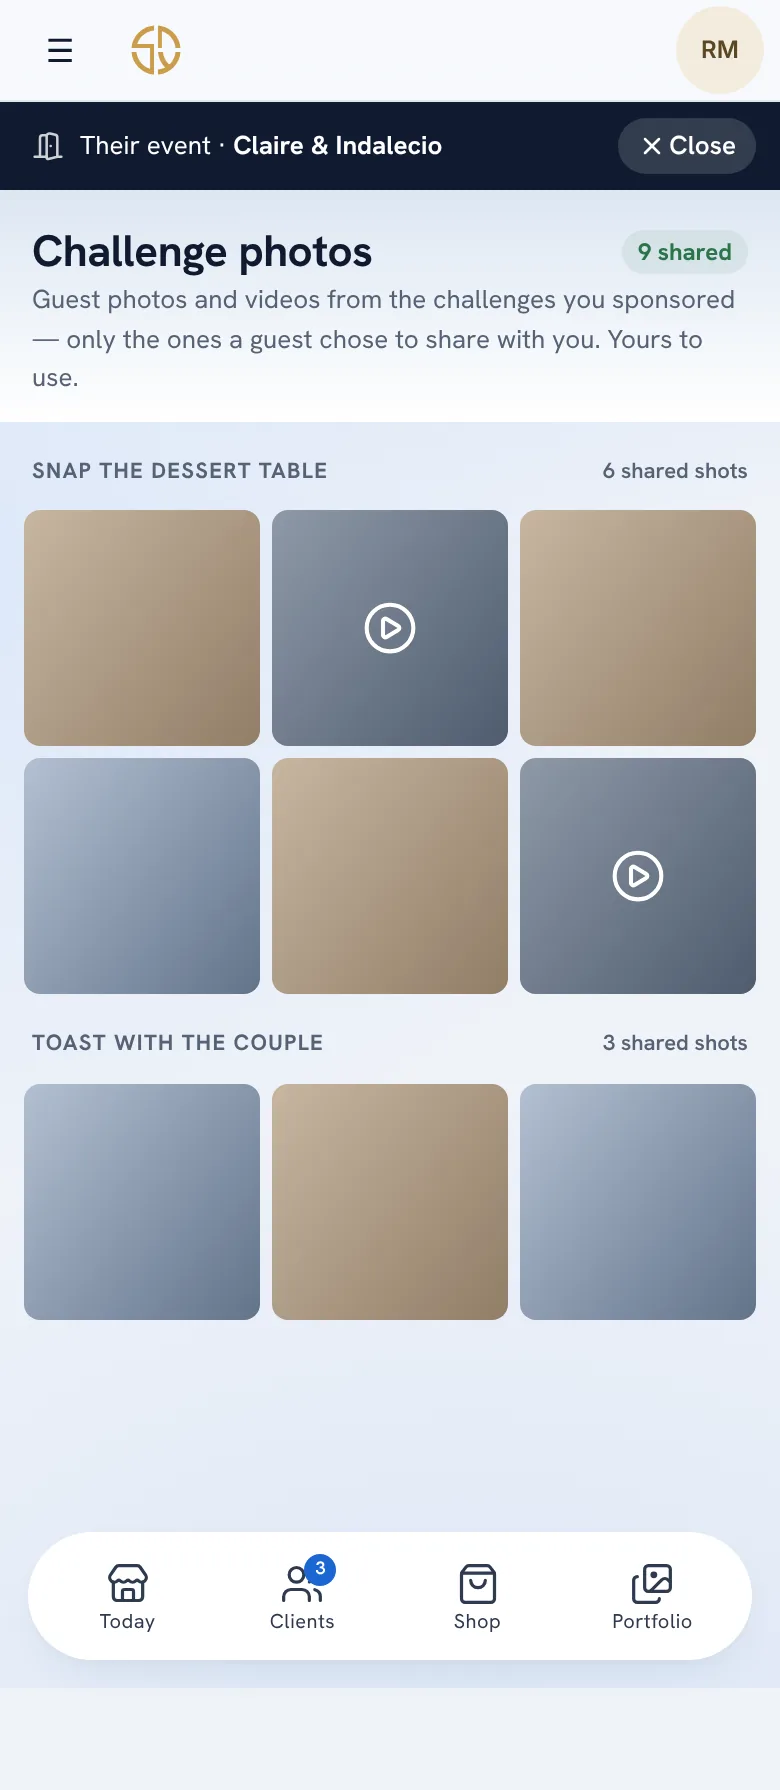 RM
Their event · Claire & Indalecio
Close
Challenge photos
9 shared
Guest photos and videos from the challenges you sponsored
— only the ones a guest chose to share with you. Yours to
use.
SNAP THE DESSERT TABLE
6 shared shots
TOAST WITH THE COUPLE
3 shared shots
3
Today
Clients
Shop
Portfolio